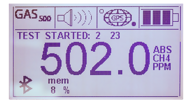 GAS 500 GPS
TEST STARTED: 2 23
502.0 ABS
CH4
PPM
mem
8 %